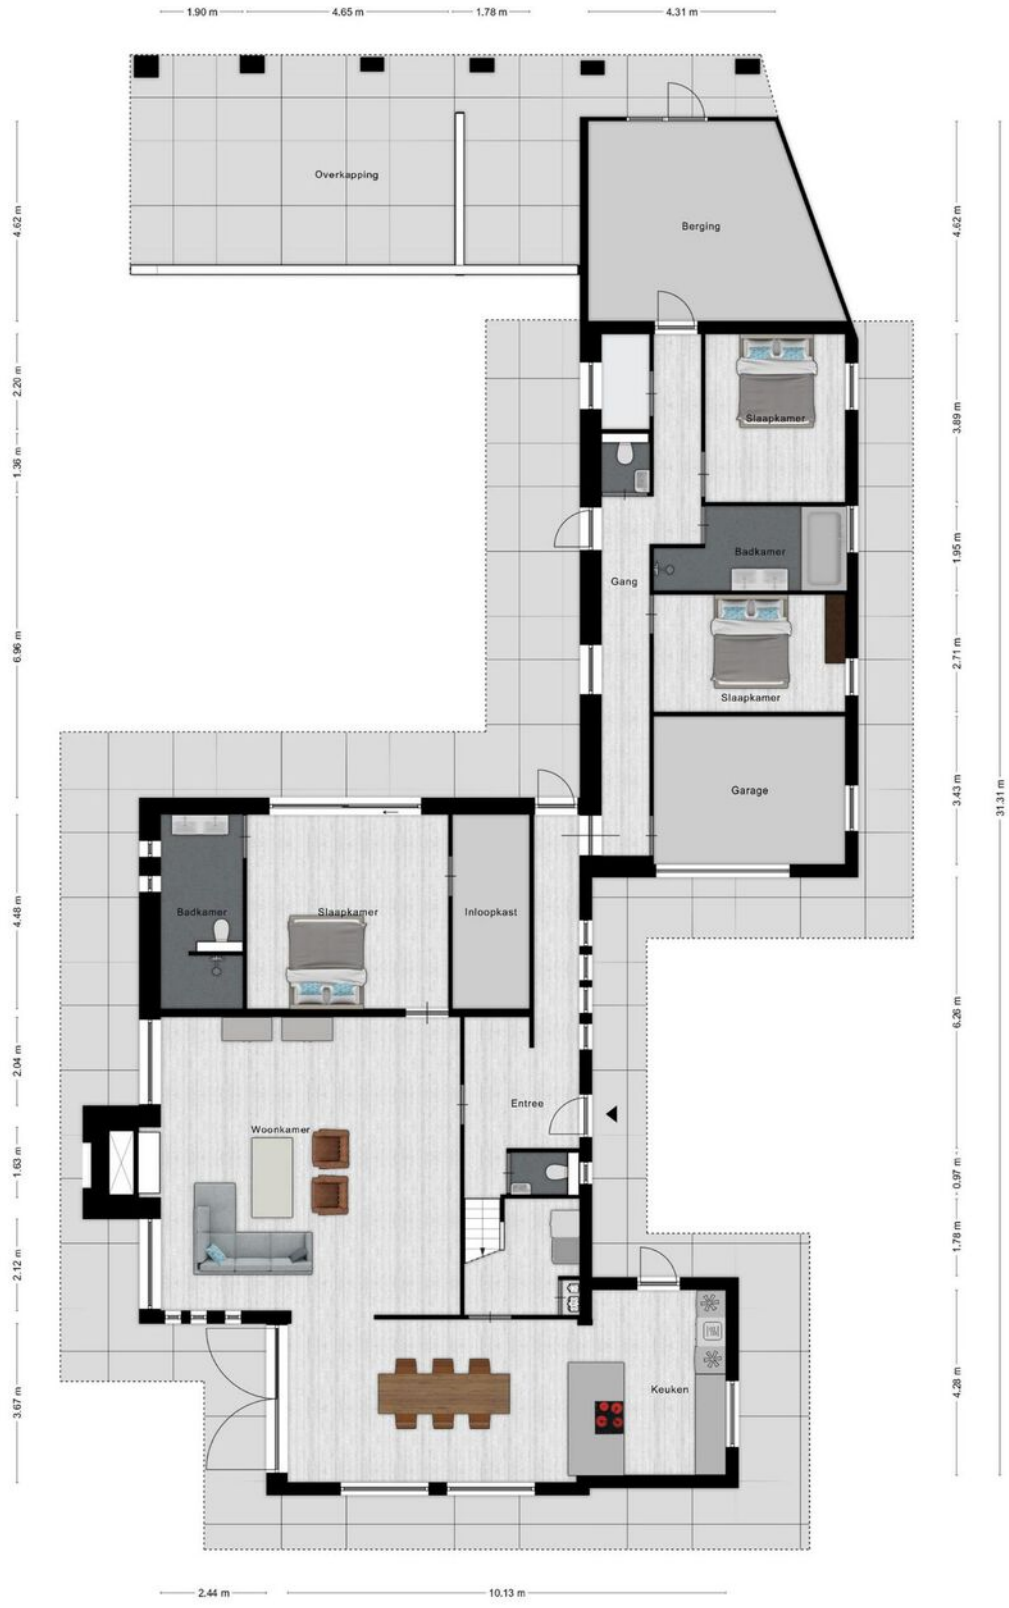 1.90 m
4.65 m
1.78 m
4.31 m
Overkapping
Berging
4.62 m
4.62 m
2.20 m
Slaapkamer
3.89 m
1.36 m
31.31 m
Badkamer
1.95 m
Gang
6.96 m
2.71 m
Slaapkamer
Garage
3.43 m
4.48 m
Badkamer
Slaapkamer
Inloopkast
6.26 m
2.04 m
Entree
Woonkamer
1.63 m
0.97 m
1.78 m
2.12 m
Keuken
3.67 m
4.28 m
2.44 m
10.13 m